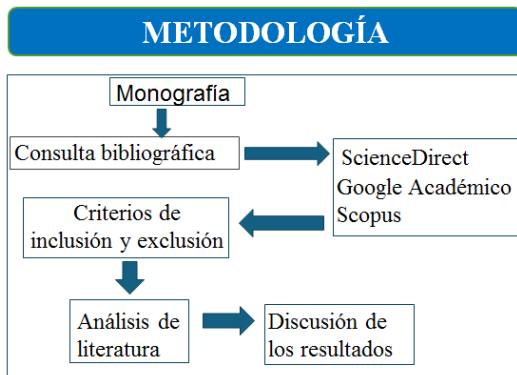 METODOLOGÍA
Monografía
Consulta bibliográfica
ScienceDirect
Google Académico
Scopus
Criterios de
inclusión y exclusión
Análisis de
literatura
Discusión de
los resultados